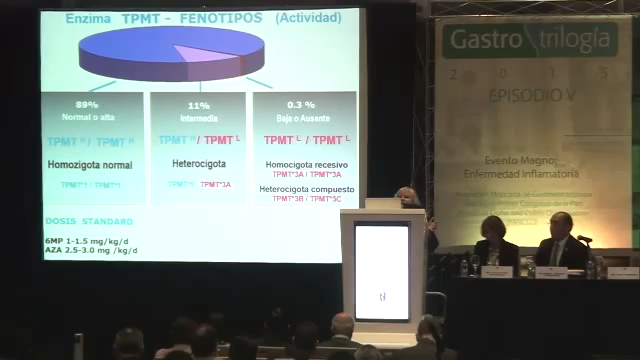 Enzima TPMT - FENOTIPOS (Actividad)
89%
Normal o alta
TPMT H / TPMT H
Homozigota normal
TPMT*1 / TPMT*1
11%
Intermedia
TPMT H / TPMT L
Heterocigota
TPMT*1 TPMT*3A
0.3 %
Baja o Ausente
TPMT L / TPMT L
Homocigota recesivo
TPMT*3A / TPMT*3A
Heterocigota compuesto
TPMT*3B / TPMT*3C
DOSIS STANDARD
6MP 1-1.5 mg/kg/d
AZA 2.5-3.0 mg /kg/d
Gastro trilogía
2 0 1 5
EPISODIO V
Evento Magno:
Enfermedad Inflamatoria